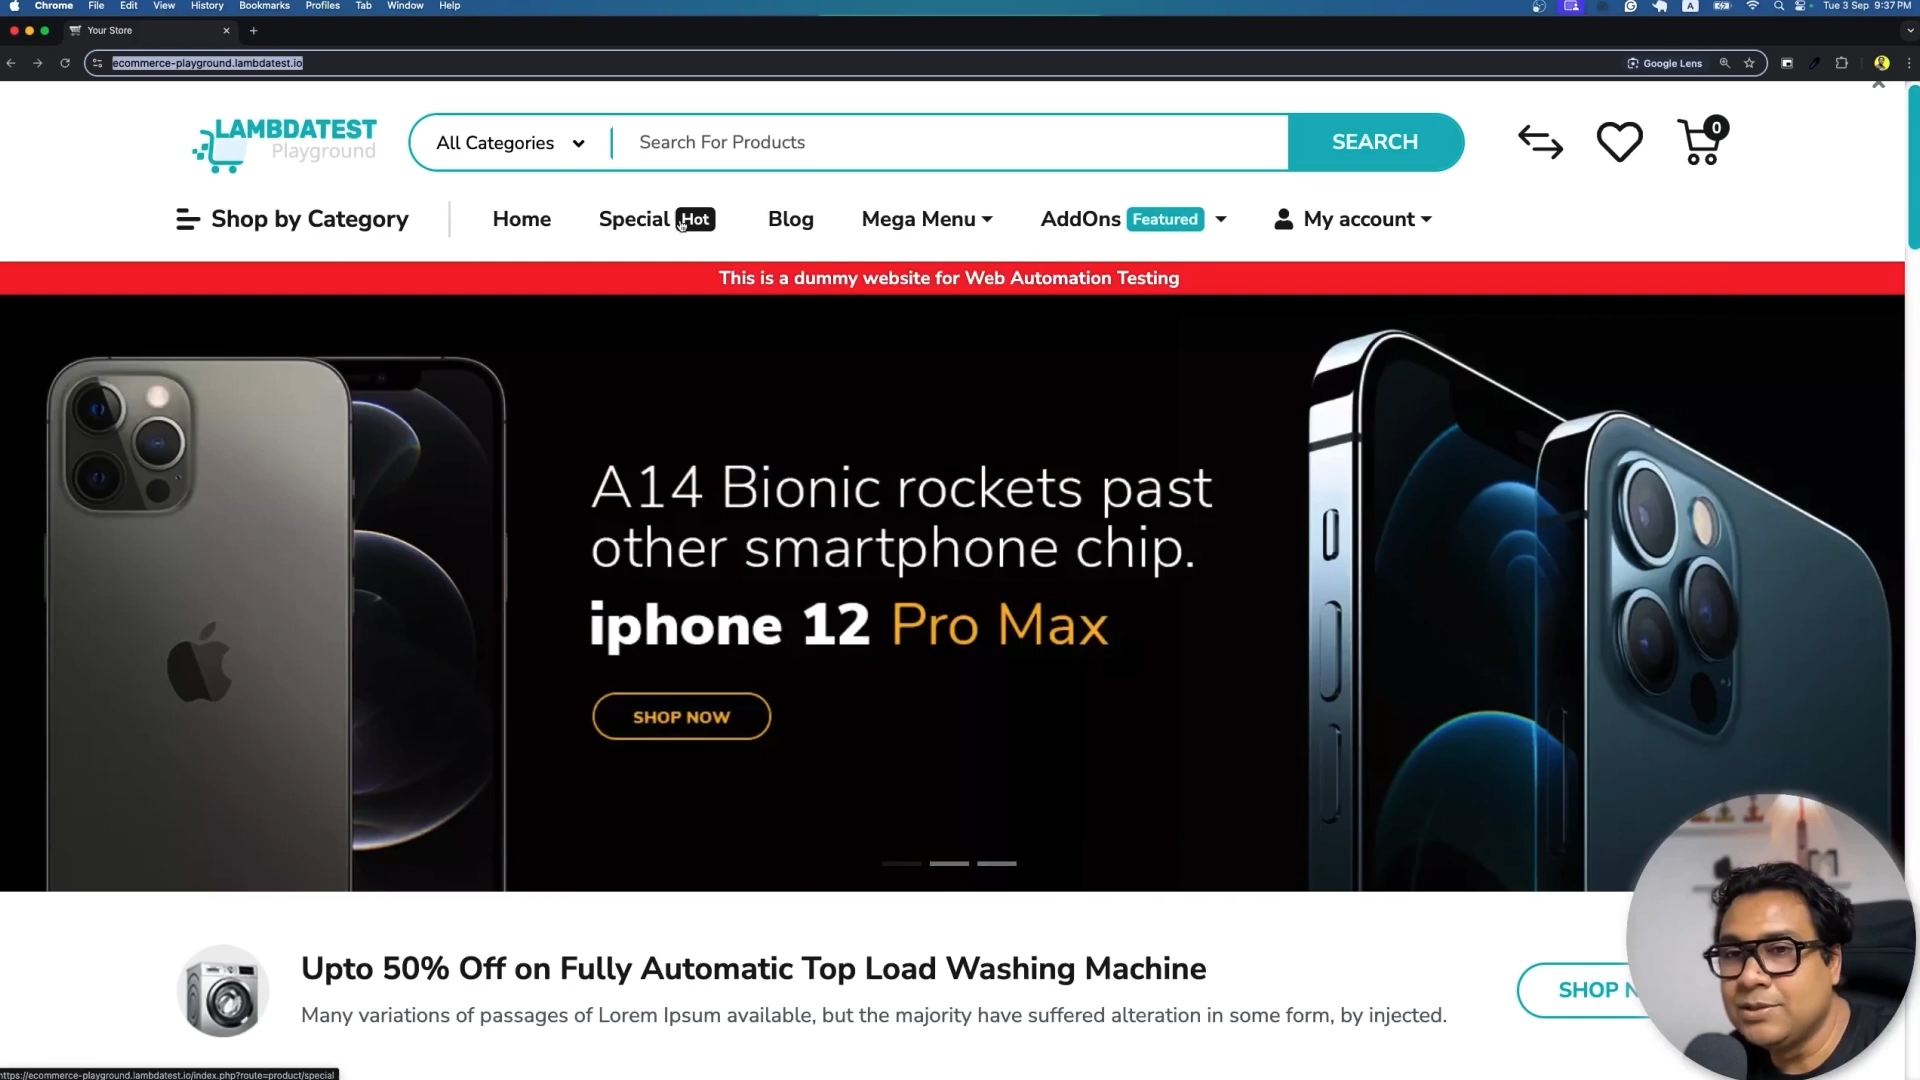 Chrome File Edit View History Bookmarks Profiles Tab Window Help A Tue 3 Sep 9:37 PM
Your Store
ecommerce-playground.lambdatest.io Google Lens
LAMBDATEST
Playground
All Categories Search For Products SEARCH 0
Shop by Category Home Special Hot Blog Mega Menu AddOns Featured My account
This is a dummy website for Web Automation Testing
A14 Bionic rockets past
other smartphone chip.
iphone 12 Pro Max
SHOP NOW
Upto 50% Off on Fully Automatic Top Load Washing Machine
SHOP N
Many variations of passages of Lorem Ipsum available, but the majority have suffered alteration in some form, by injected.
https://ecommerce-playground.lambdatest.io/index.php?route=product/special